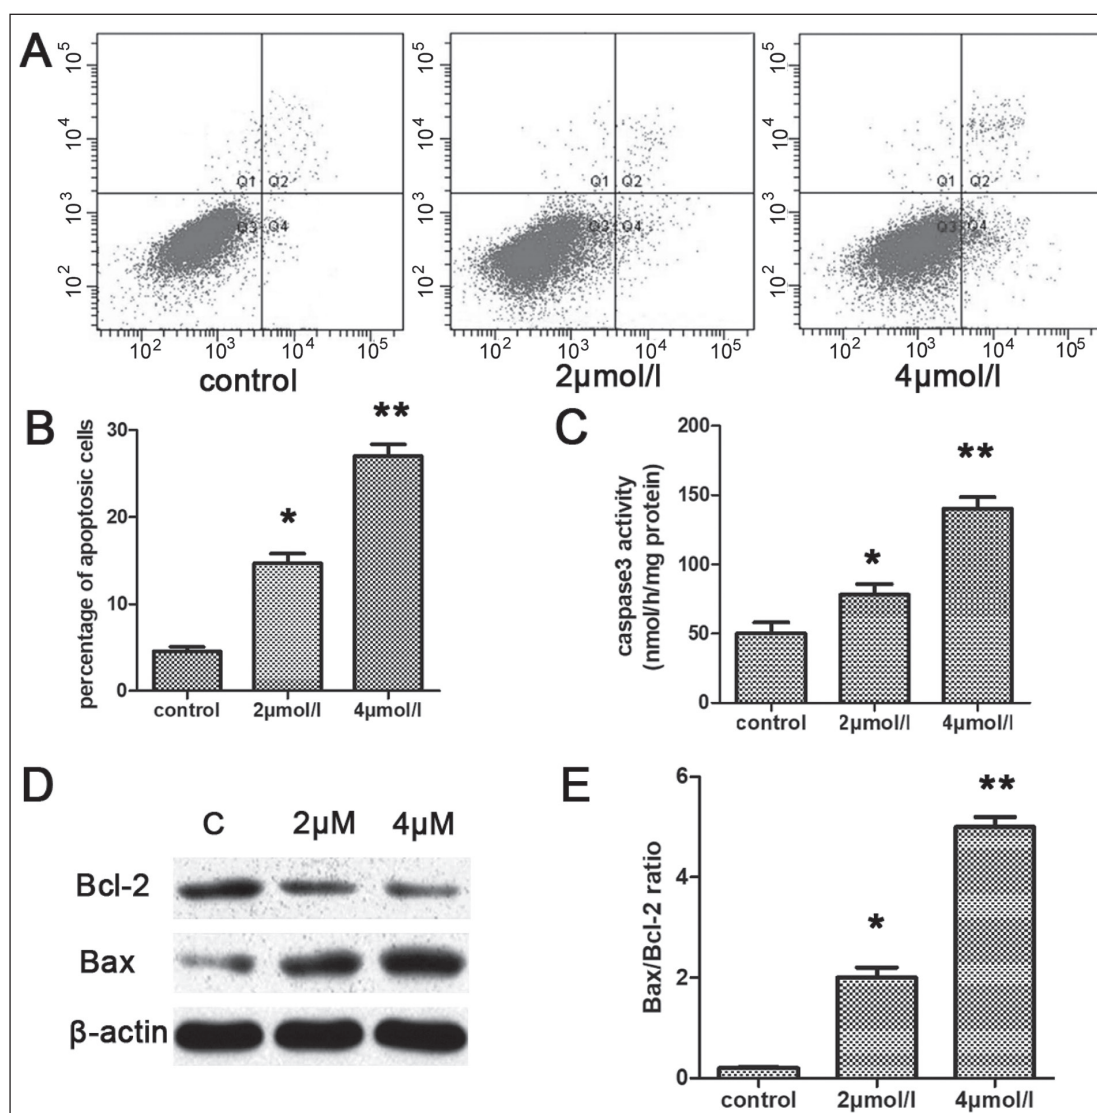 A
10^5
10^4
10^3
10^2
Q1 Q2
Q3 Q4
10^2 10^3 10^4 10^5
control
10^5
10^4
10^3
10^2
Q1 Q2
Q3 Q4
10^2 10^3 10^4 10^5
2µmol/l
10^5
10^4
10^3
10^2
Q1 Q2
Q3 Q4
10^2 10^3 10^4 10^5
4µmol/l
B
percentage of apoptosic cells
30
20
10
0
*
**
control 2µmol/l 4µmol/l
C
caspase3 activity
(nmol/h/mg protein)
200
150
100
50
0
*
**
control 2µmol/l 4µmol/l
D
C 2µM 4µM
Bcl-2
Bax
β-actin
E
Bax/Bcl-2 ratio
6
4
2
0
*
**
control 2µmol/l 4µmol/l